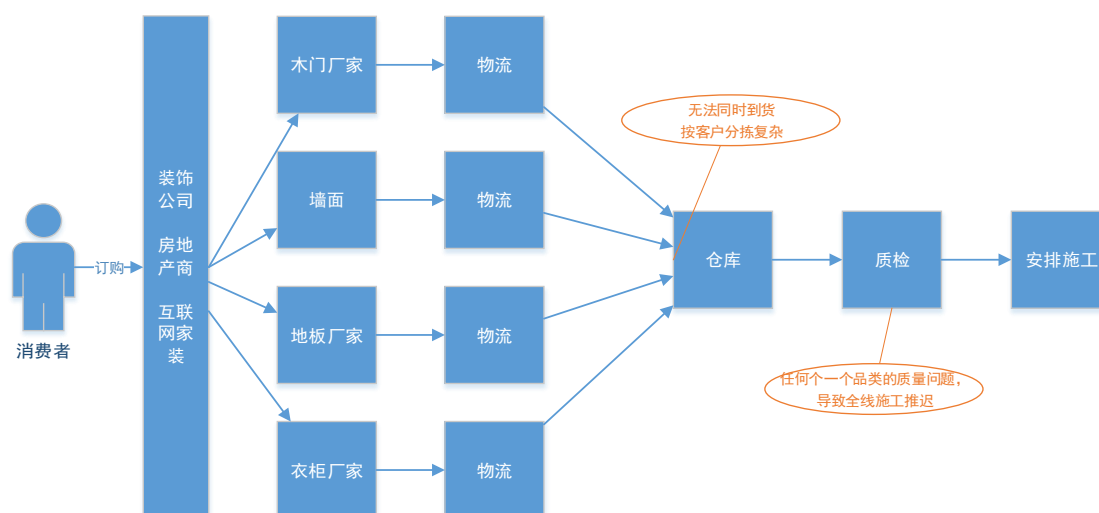 消费者
订购
装饰
公司
房地
产商
互联
网家
装
木门厂家
物流
墙面
物流
地板厂家
物流
衣柜厂家
物流
无法同时到货
按客户分拣复杂
仓库
质检
安排施工
任何个一个品类的质量问题,
导致全线施工推迟